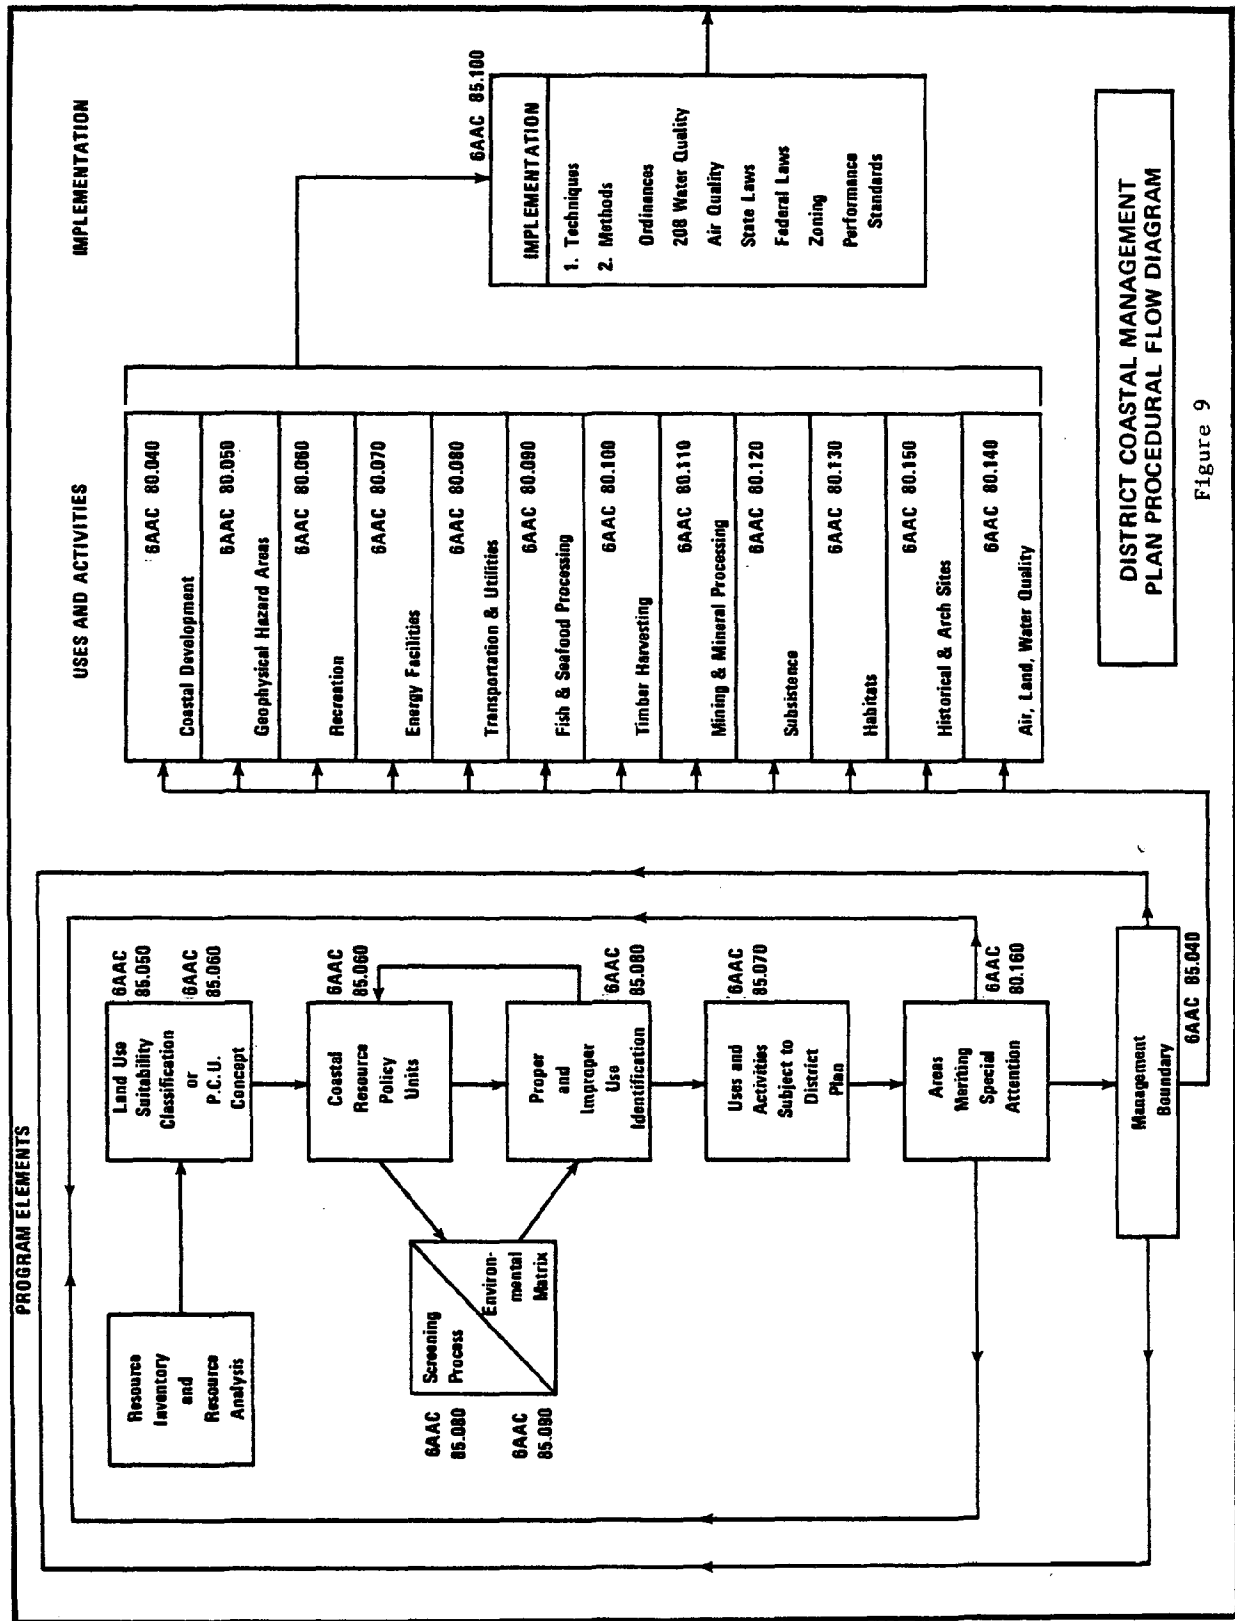 PROGRAM ELEMENTS
Resource
Inventory
and
Resource
Analysis
Land Use
Suitability
Classification
or
P.C.U.
Concept
6AAC
85.050
6AAC
85.060
Screening
Process
Environ-
mental
Matrix
6AAC
85.080
6AAC
85.090
Coastal
Resource
Policy
Units
6AAC
85.060
Proper
and
Improper
Use
Identification
6AAC
85.080
Uses and
Activities
Subject to
District
Plan
6AAC
85.070
Areas
Meriting
Special
Attention
6AAC
80.160
Management
Boundary
6AAC 85.040
USES AND ACTIVITIES
6AAC 80.040
Coastal Development
6AAC 80.050
Geophysical Hazard Areas
6AAC 80.060
Recreation
6AAC 80.070
Energy Facilities
6AAC 80.080
Transportation & Utilities
6AAC 80.090
Fish & Seafood Processing
6AAC 80.100
Timber Harvesting
6AAC 80.110
Mining & Mineral Processing
6AAC 80.120
Subsistence
6AAC 80.130
Habitats
6AAC 80.150
Historical & Arch Sites
6AAC 80.140
Air, Land, Water Quality
IMPLEMENTATION
6AAC 85.100
IMPLEMENTATION
1. Techniques
2. Methods
Ordinances
208 Water Quality
Air Quality
State Laws
Federal Laws
Zoning
Performance
Standards
DISTRICT COASTAL MANAGEMENT
PLAN PROCEDURAL FLOW DIAGRAM
Figure 9